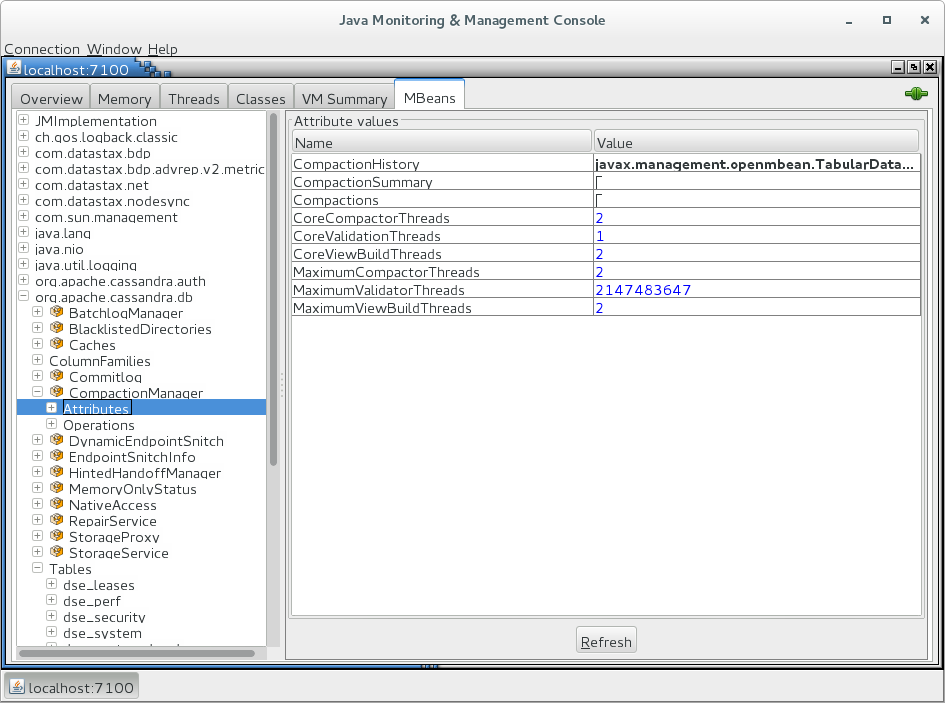 Java Monitoring & Management Console
Connection Window Help
localhost:7100
Overview Memory Threads Classes VM Summary MBeans
JMImplementation
ch.qos.logback.classic
com.datastax.bdp
com.datastax.bdp.advrep.v2.metric
com.datastax.net
com.datastax.nodesync
com.sun.management
java.lang
java.nio
java.util.logging
org.apache.cassandra.auth
org.apache.cassandra.db
BatchlogManager
BlacklistedDirectories
Caches
ColumnFamilies
Commitlog
CompactionManager
Attributes
Operations
DynamicEndpointSnitch
EndpointSnitchInfo
HintedHandoffManager
MemoryOnlyStatus
NativeAccess
RepairService
StorageProxy
StorageService
Tables
dse_leases
dse_perf
dse_security
dse_system
Attribute values
Name Value
CompactionHistory javax.management.openmbean.TabularData...
CompactionSummary [
Compactions [
CoreCompactorThreads 2
CoreValidationThreads 1
CoreViewBuildThreads 2
MaximumCompactorThreads 2
MaximumValidatorThreads 2147483647
MaximumViewBuildThreads 2
Refresh
localhost:7100